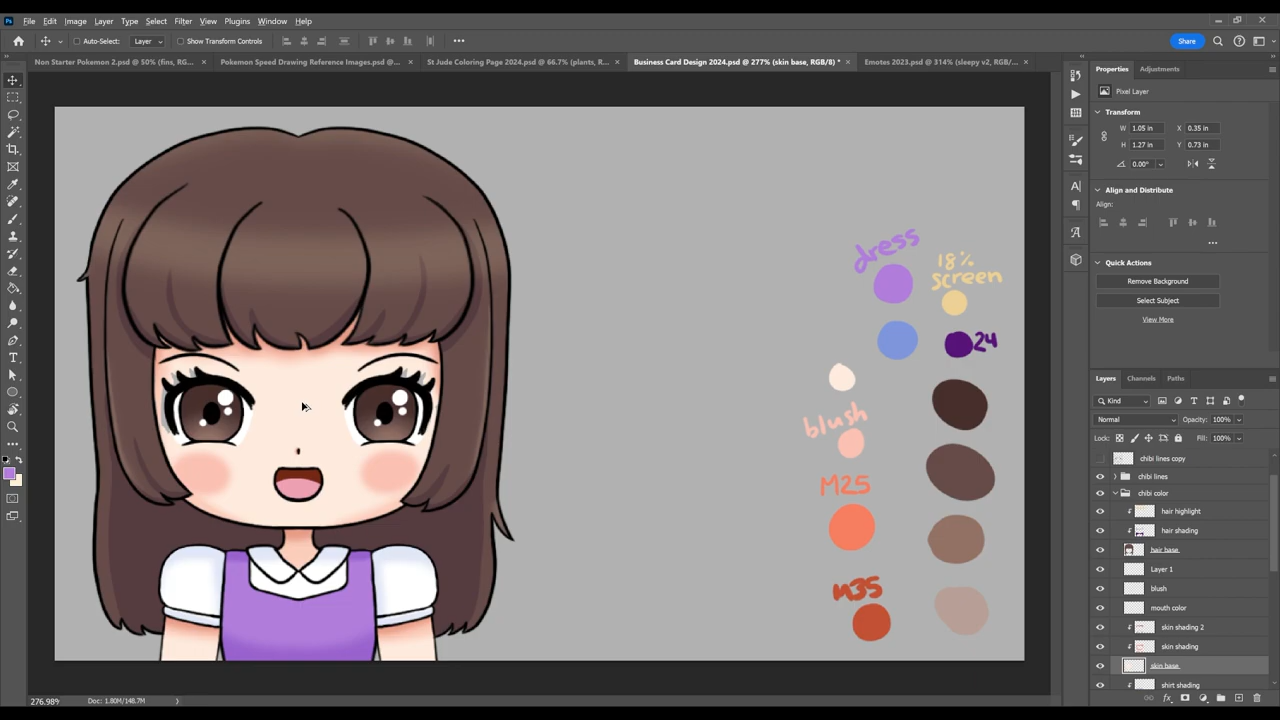 File Edit Image Layer Type Select Filter View Plugins Window Help
Auto-Select: Layer Show Transform Controls Share
Non Starter Pokemon 2.psd @ 50% (fins, RG... × Pokemon Speed Drawing Reference Images.psd @... × St Jude Coloring Page 2024.psd @ 66.7% (plants, R... × Business Card Design 2024.psd @ 277% (skin base, RGB/8) * × Emotes 2023.psd @ 314% (sleepy v2, RGB/... ×
Properties Adjustments
Pixel Layer
Transform
W 1.05 in X 0.35 in
H 1.27 in Y 0.73 in
0.00°
Align and Distribute
Align:
Quick Actions
Remove Background
Select Subject
View More
dress
18%
screen
24
blush
M25
M35
Layers Channels Paths
Kind
Normal Opacity: 100%
Lock: Fill: 100%
chibi lines copy
chibi lines
chibi color
hair highlight
hair shading
hair base
Layer 1
blush
mouth color
skin shading 2
skin shading
skin base
shirt shading
276.98% Doc: 1.80M/148.7M